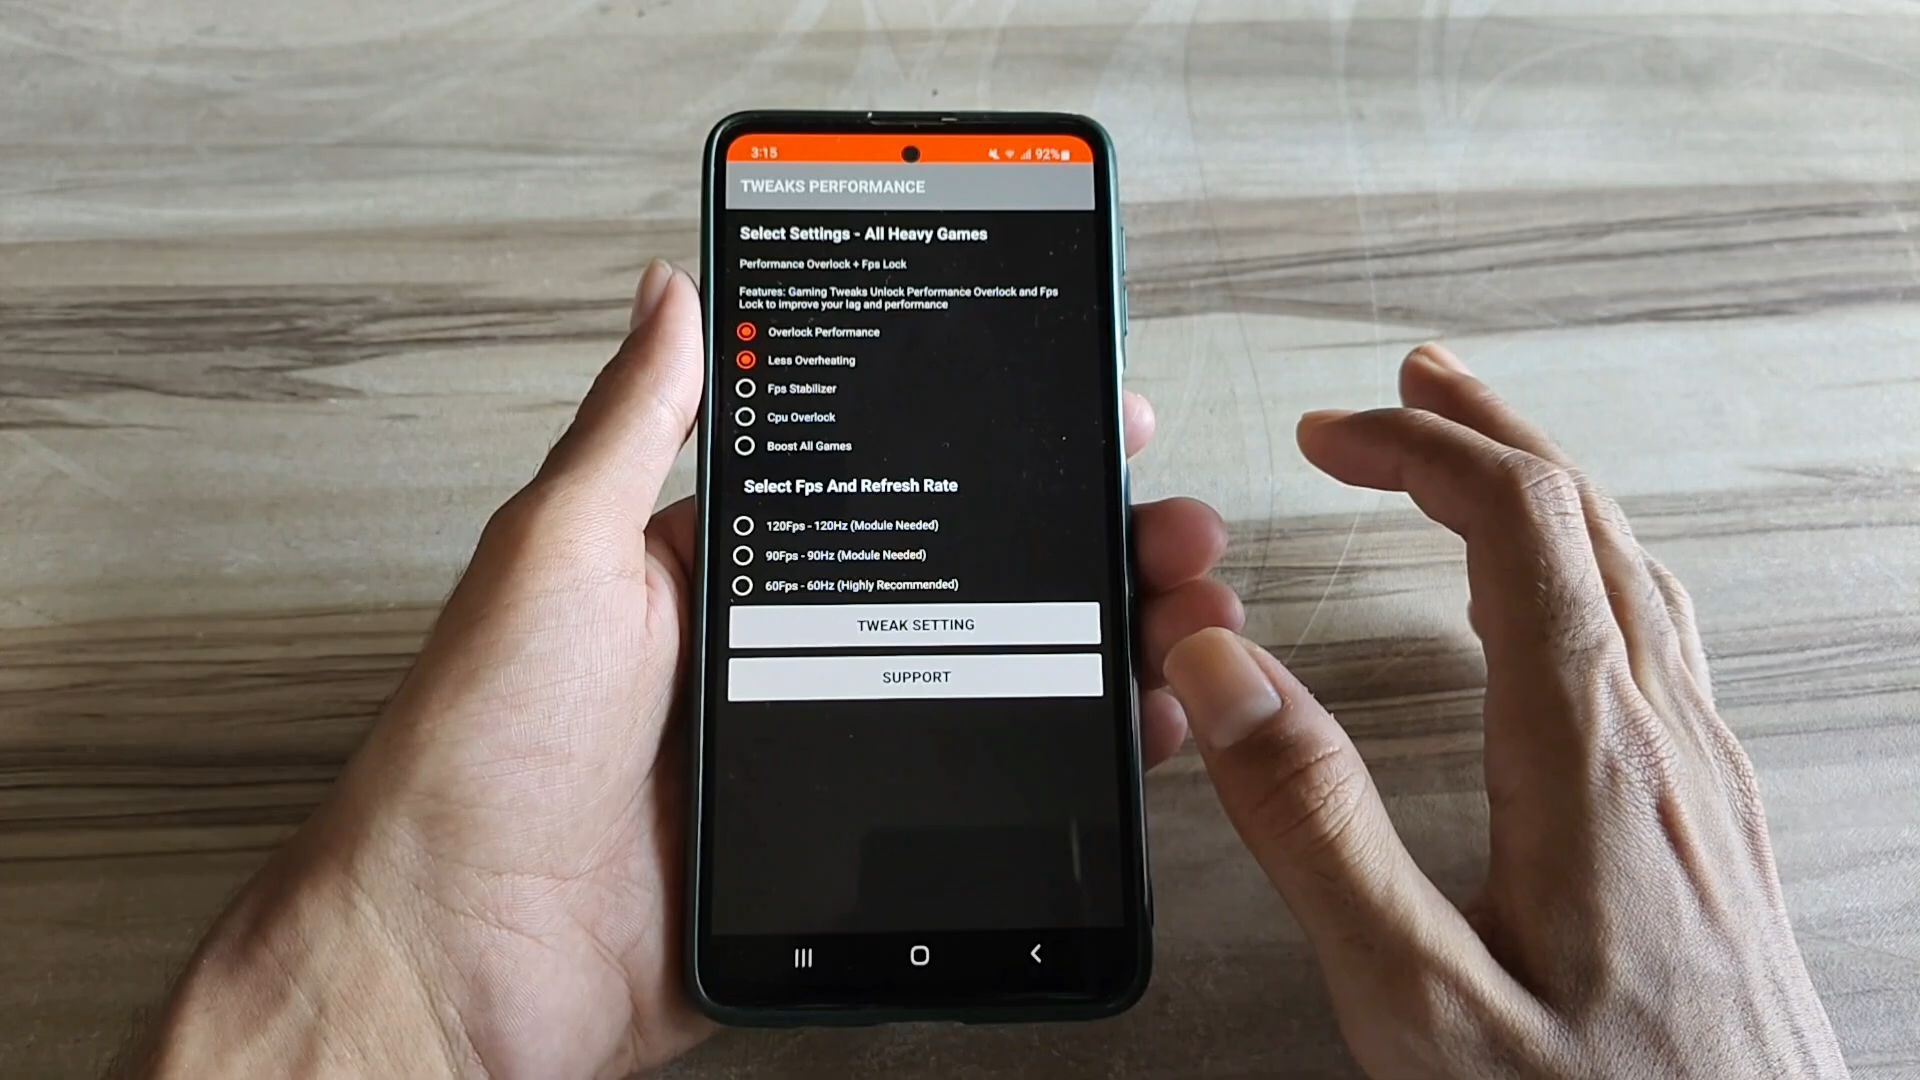 3:15 92%
TWEAKS PERFORMANCE
Select Settings - All Heavy Games
Performance Overlock + Fps Lock
Features: Gaming Tweaks Unlock Performance Overlock and Fps
Lock to improve your lag and performance
Overlock Performance
Less Overheating
Fps Stabilizer
Cpu Overlock
Boost All Games
Select Fps And Refresh Rate
120Fps - 120Hz (Module Needed)
90Fps - 90Hz (Module Needed)
60Fps - 60Hz (Highly Recommended)
TWEAK SETTING
SUPPORT